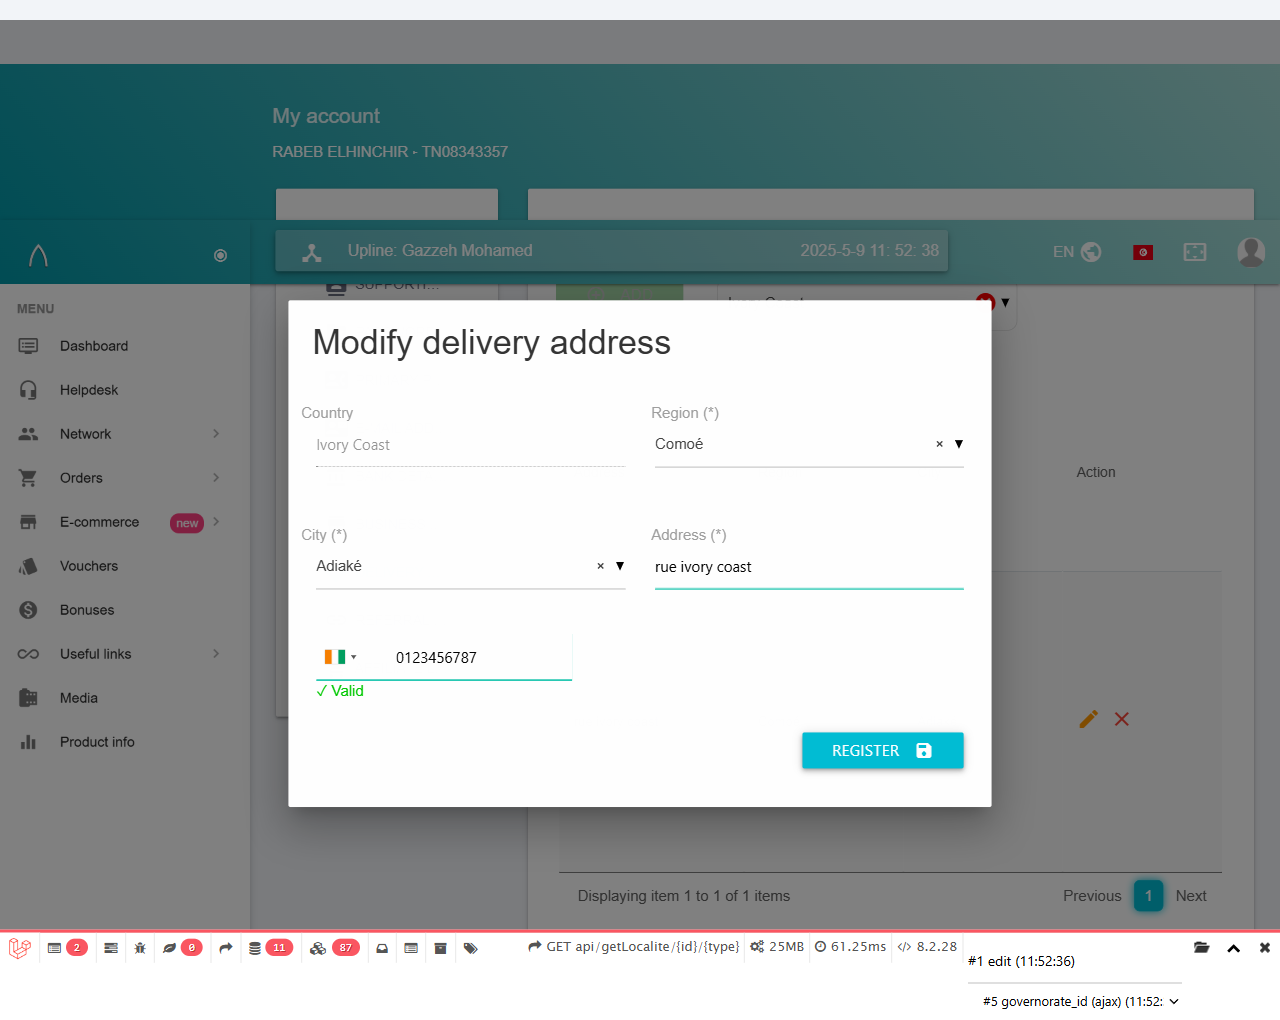 My account
RABEB ELHINCHIR - TN08343357
Upline: Gazzeh Mohamed
2025-5-9 11: 52: 38
EN
MENU
Dashboard
Helpdesk
Network
Orders
E-commerce new
Vouchers
Bonuses
Useful links
Media
Product info
Modify delivery address
Country
Ivory Coast
Region (*)
Comoé × ▼
City (*)
Adiaké × ▼
Address (*)
rue ivory coast
0123456787
✓ Valid
REGISTER
Action
Displaying item 1 to 1 of 1 items
Previous 1 Next
2 0 11 87 GET api/getLocalite/{id}/{type} 25MB 61.25ms 8.2.28
#1 edit (11:52:36)
#5 governorate_id (ajax) (11:52: